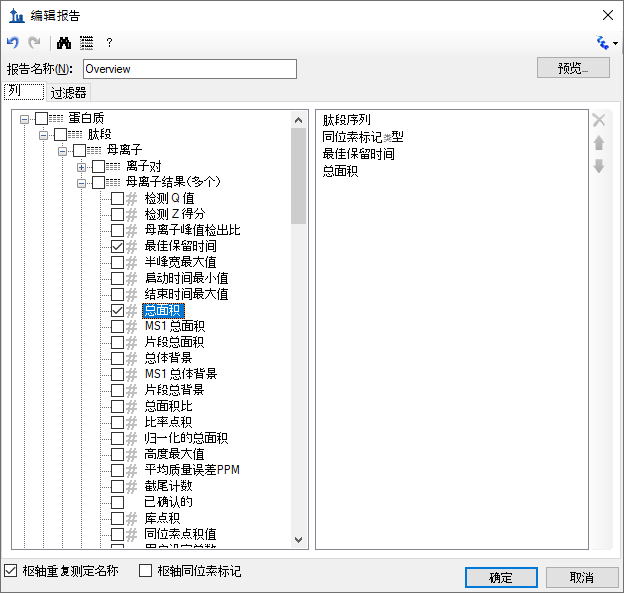 编辑报告
?
报告名称(N):
Overview
预览...
列
过滤器
蛋白质
肽段
母离子
离子对
母离子结果(多个)
检测 Q 值
检测 Z 得分
母离子峰值检出比
最佳保留时间
半峰宽最大值
启动时间最小值
结束时间最大值
总面积
MS1 总面积
片段总面积
总体背景
MS1 总体背景
片段总背景
总面积比
比率点积
归一化的总面积
高度最大值
平均质量误差PPM
截尾计数
已确认的
库点积
同位素点积值
肽段序列
同位素标记类型
最佳保留时间
总面积
枢轴重复测定名称
枢轴同位素标记
确定
取消